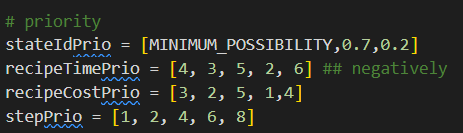 # priority
stateIdPrio = [MINIMUM_POSSIBILITY,0.7,0.2]
recipeTimePrio = [4, 3, 5, 2, 6] ## negatively
recipeCostPrio = [3, 2, 5, 1,4]
stepPrio = [1, 2, 4, 6, 8]